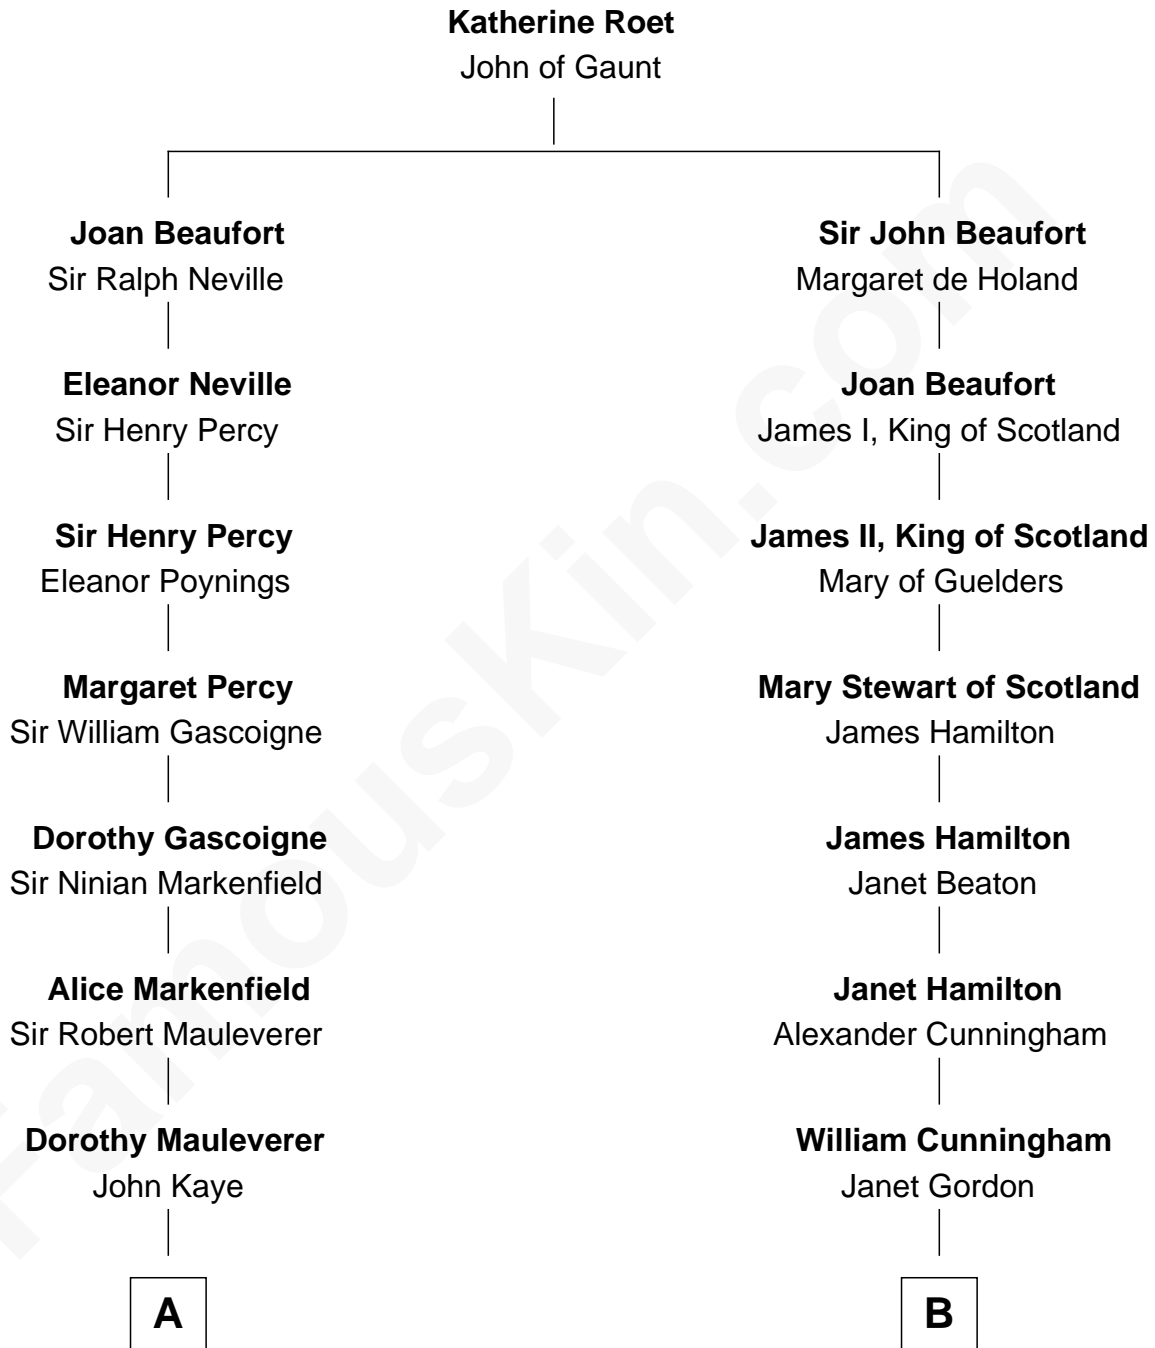 Katherine Roet
John of Gaunt
Joan Beaufort
Sir Ralph Neville
Eleanor Neville
Sir Henry Percy
Sir Henry Percy
Eleanor Poynings
Margaret Percy
Sir William Gascoigne
Dorothy Gascoigne
Sir Ninian Markenfield
Alice Markenfield
Sir Robert Mauleverer
Dorothy Mauleverer
John Kaye
A
Sir John Beaufort
Margaret de Holand
Joan Beaufort
James I, King of Scotland
James II, King of Scotland
Mary of Guelders
Mary Stewart of Scotland
James Hamilton
James Hamilton
Janet Beaton
Janet Hamilton
Alexander Cunningham
William Cunningham
Janet Gordon
B
FamousKin.com